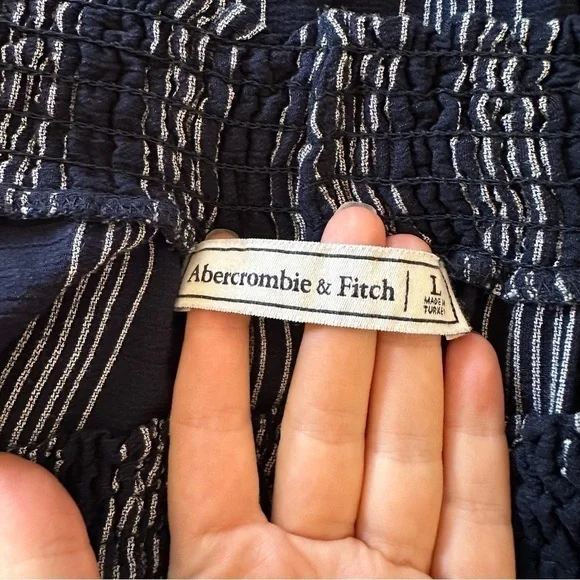 Abercrombie & Fitch | L
MADE IN
TURKEY